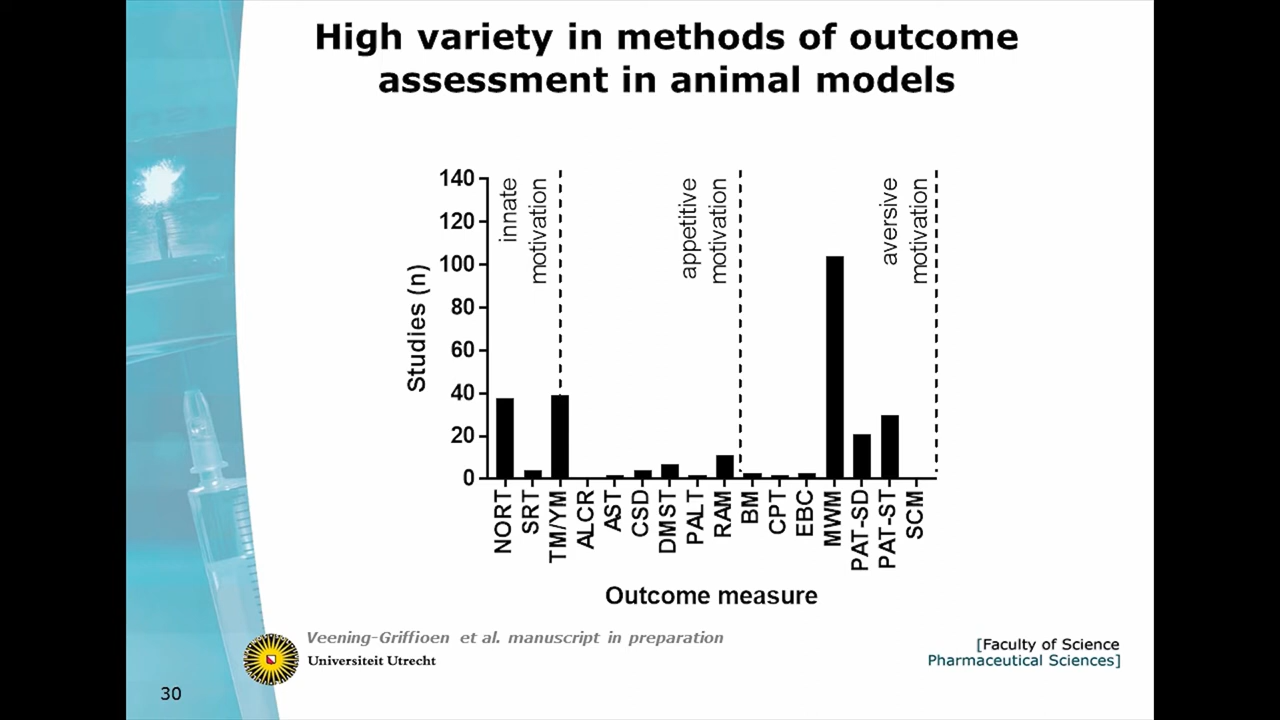 High variety in methods of outcome
assessment in animal models
140
120
100
80
60
40
20
0
Studies (n)
innate
motivation
appetitive
motivation
aversive
motivation
NORT
SRT
TM/YM
ALCR
AST
CSD
DMST
PALT
RAM
BM
CPT
EBC
MWM
PAT-SD
PAT-ST
SCM
Outcome measure
Veening-Griffioen et al. manuscript in preparation
Universiteit Utrecht
[Faculty of Science
Pharmaceutical Sciences]
30